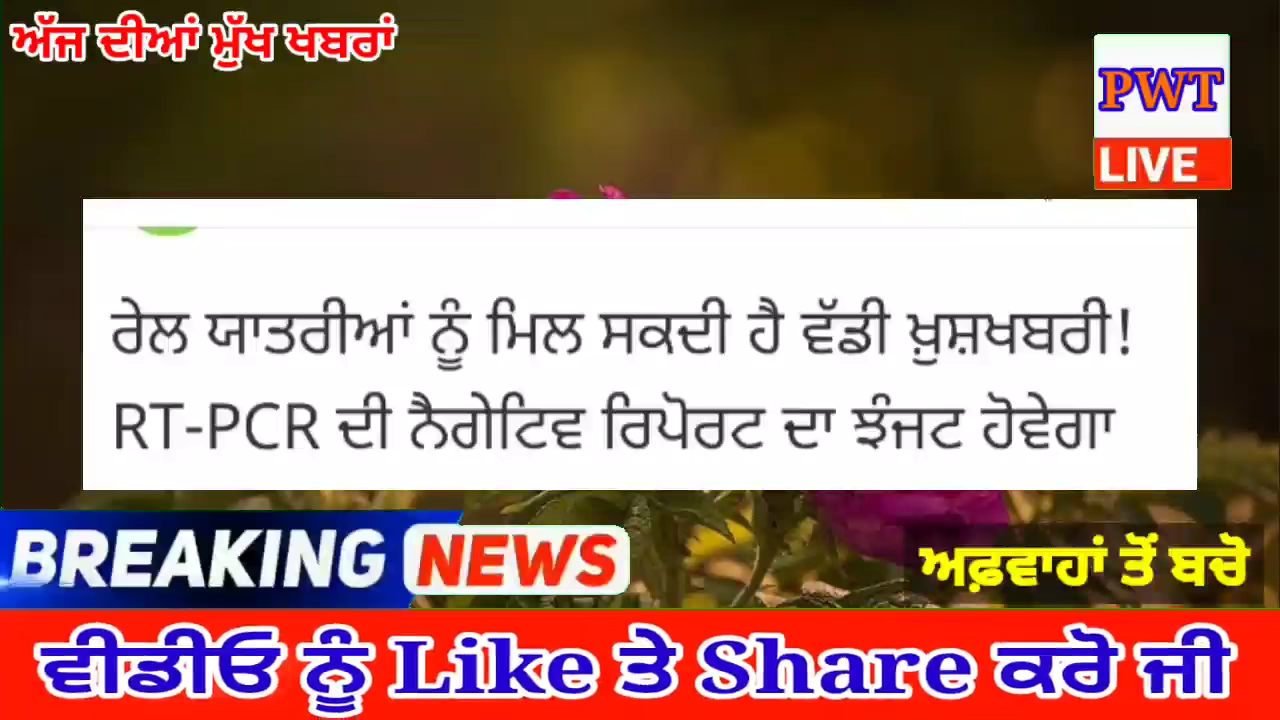 ਅੱਜ ਦੀਆਂ ਮੁੱਖ ਖਬਰਾਂ
PWT
LIVE
ਰੇਲ ਯਾਤਰੀਆਂ ਨੂੰ ਮਿਲ ਸਕਦੀ ਹੈ ਵੱਡੀ ਖ਼ੁਸ਼ਖਬਰੀ!
RT-PCR ਦੀ ਨੈਗੇਟਿਵ ਰਿਪੋਰਟ ਦਾ ਝੰਜਟ ਹੋਵੇਗਾ
BREAKING NEWS
ਅਫ਼ਵਾਹਾਂ ਤੋਂ ਬਚੋ
ਵੀਡੀਓ ਨੂੰ Like ਤੇ Share ਕਰੋ ਜੀ